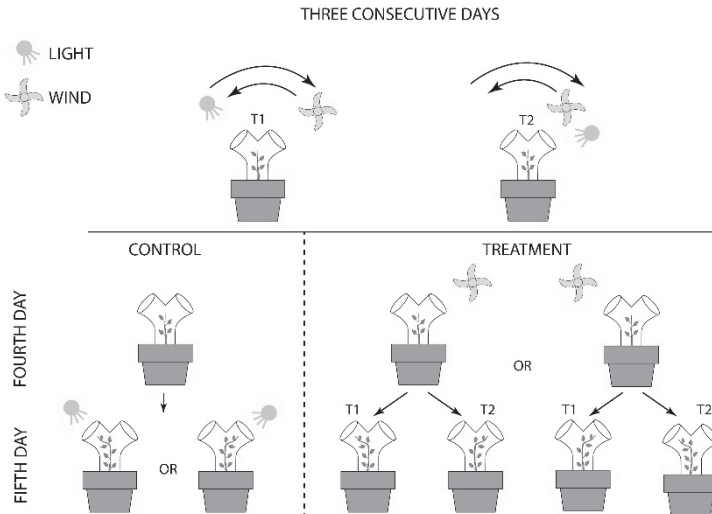 THREE CONSECUTIVE DAYS
LIGHT
WIND
T1
T2
CONTROL
TREATMENT
FOURTH DAY
OR
T1
T2
T1
T2
FIFTH DAY
OR